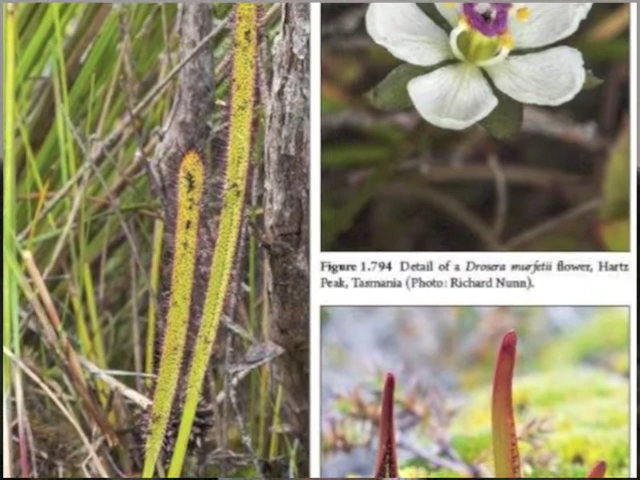 Figure 1.794 Detail of a Drosera murfetii flower, Hartz
Peak, Tasmania (Photo: Richard Nunn).